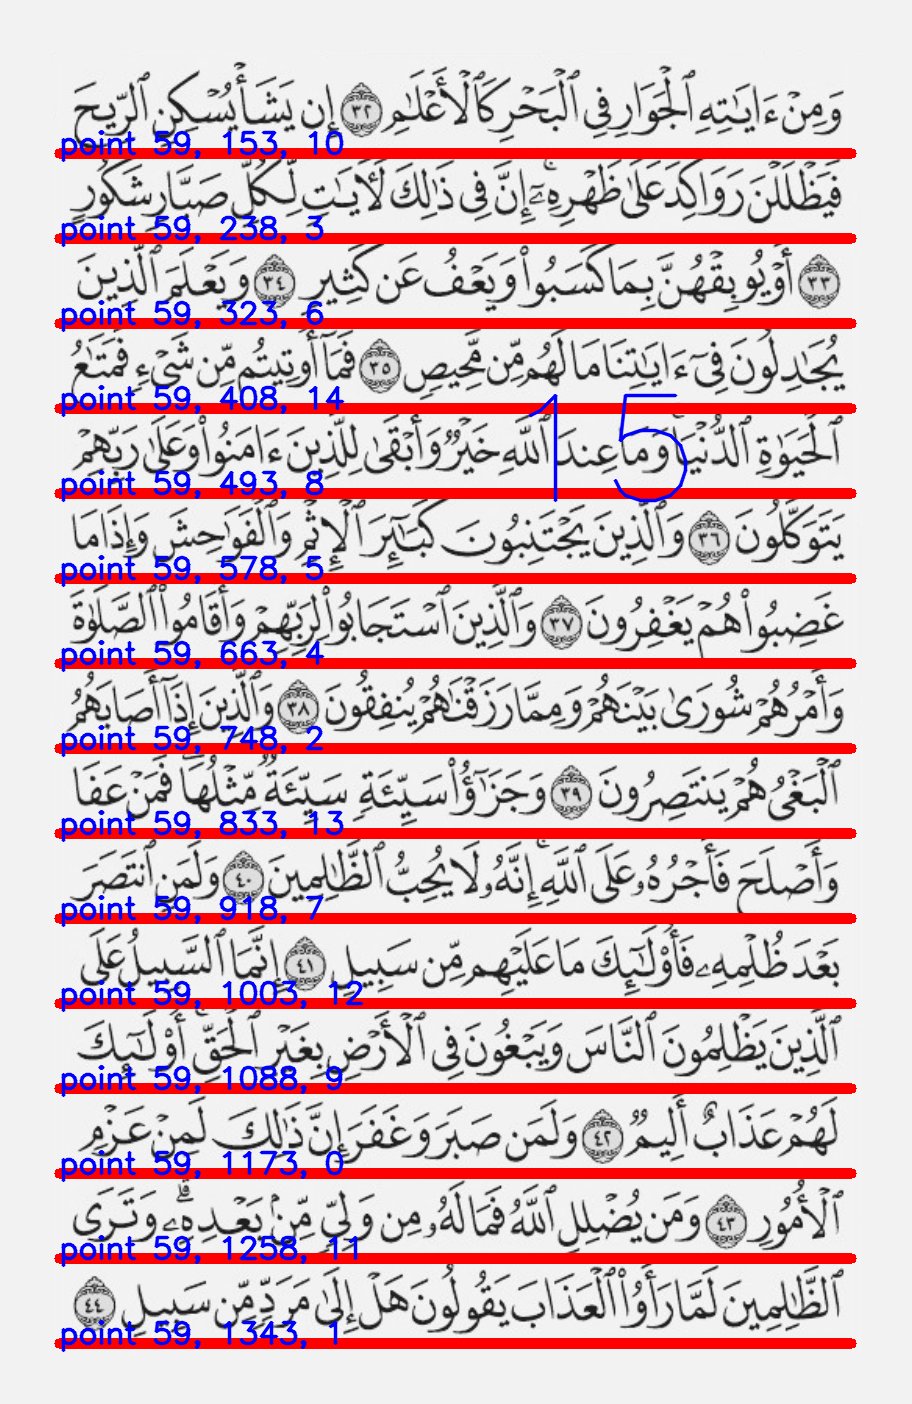 وَمِنْ ءَايَـٰتِهِ ٱلْجَوَارِ فِى ٱلْبَحْرِ كَٱلْأَعْلَـٰمِ ٣٢ إِن يَشَأْ يُسْكِنِ ٱلرِّيحَ
point 59, 153, 10
فَيَظْلَلْنَ رَوَاكِدَ عَلَىٰ ظَهْرِهِۦٓ ۚ إِنَّ فِى ذَٰلِكَ لَـَٔايَـٰتٍ لِّكُلِّ صَبَّارٍ شَكُورٍ
point 59, 238, 3
٣٣ أَوْ يُوبِقْهُنَّ بِمَا كَسَبُوا۟ وَيَعْفُ عَن كَثِيرٍ ٣٤ وَيَعْلَمَ ٱلَّذِينَ
point 59, 323, 6
يُجَـٰدِلُونَ فِىٓ ءَايَـٰتِنَا مَا لَهُم مِّن مَّحِيصٍ ٣٥ فَمَآ أُوتِيتُم مِّن شَىْءٍ فَمَتَـٰعُ
point 59, 408, 14
ٱلْحَيَوٰةِ ٱلدُّنْيَا ۖ وَمَا عِندَ ٱللَّهِ خَيْرٌ وَأَبْقَىٰ لِلَّذِينَ ءَامَنُوا۟ وَعَلَىٰ رَبِّهِمْ
15
point 59, 493, 8
يَتَوَكَّلُونَ ٣٦ وَٱلَّذِينَ يَجْتَنِبُونَ كَبَـٰٓئِرَ ٱلْإِثْمِ وَٱلْفَوَٰحِشَ وَإِذَا مَا
point 59, 578, 5
غَضِبُوا۟ هُمْ يَغْفِرُونَ ٣٧ وَٱلَّذِينَ ٱسْتَجَابُوا۟ لِرَبِّهِمْ وَأَقَامُوا۟ ٱلصَّلَوٰةَ
point 59, 663, 4
وَأَمْرُهُمْ شُورَىٰ بَيْنَهُمْ وَمِمَّا رَزَقْنَـٰهُمْ يُنفِقُونَ ٣٨ وَٱلَّذِينَ إِذَآ أَصَابَهُمُ
point 59, 748, 2
ٱلْبَغْىُ هُمْ يَنتَصِرُونَ ٣٩ وَجَزَٰٓؤُا۟ سَيِّئَةٍ سَيِّئَةٌ مِّثْلُهَا ۖ فَمَنْ عَفَا
point 59, 833, 13
وَأَصْلَحَ فَأَجْرُهُۥ عَلَى ٱللَّهِ ۚ إِنَّهُۥ لَا يُحِبُّ ٱلظَّـٰلِمِينَ ٤٠ وَلَمَنِ ٱنتَصَرَ
point 59, 918, 7
بَعْدَ ظُلْمِهِۦ فَأُو۟لَـٰٓئِكَ مَا عَلَيْهِم مِّن سَبِيلٍ ٤١ إِنَّمَا ٱلسَّبِيلُ عَلَى
point 59, 1003, 12
ٱلَّذِينَ يَظْلِمُونَ ٱلنَّاسَ وَيَبْغُونَ فِى ٱلْأَرْضِ بِغَيْرِ ٱلْحَقِّ ۚ أُو۟لَـٰٓئِكَ
point 59, 1088, 9
لَهُمْ عَذَابٌ أَلِيمٌ ٤٢ وَلَمَن صَبَرَ وَغَفَرَ إِنَّ ذَٰلِكَ لَمِنْ عَزْمِ
point 59, 1173, 0
ٱلْأُمُورِ ٤٣ وَمَن يُضْلِلِ ٱللَّهُ فَمَا لَهُۥ مِن وَلِىٍّ مِّنۢ بَعْدِهِۦ ۗ وَتَرَى
point 59, 1258, 11
ٱلظَّـٰلِمِينَ لَمَّا رَأَوُا۟ ٱلْعَذَابَ يَقُولُونَ هَلْ إِلَىٰ مَرَدٍّ مِّن سَبِيلٍ ٤٤
point 59, 1343, 1